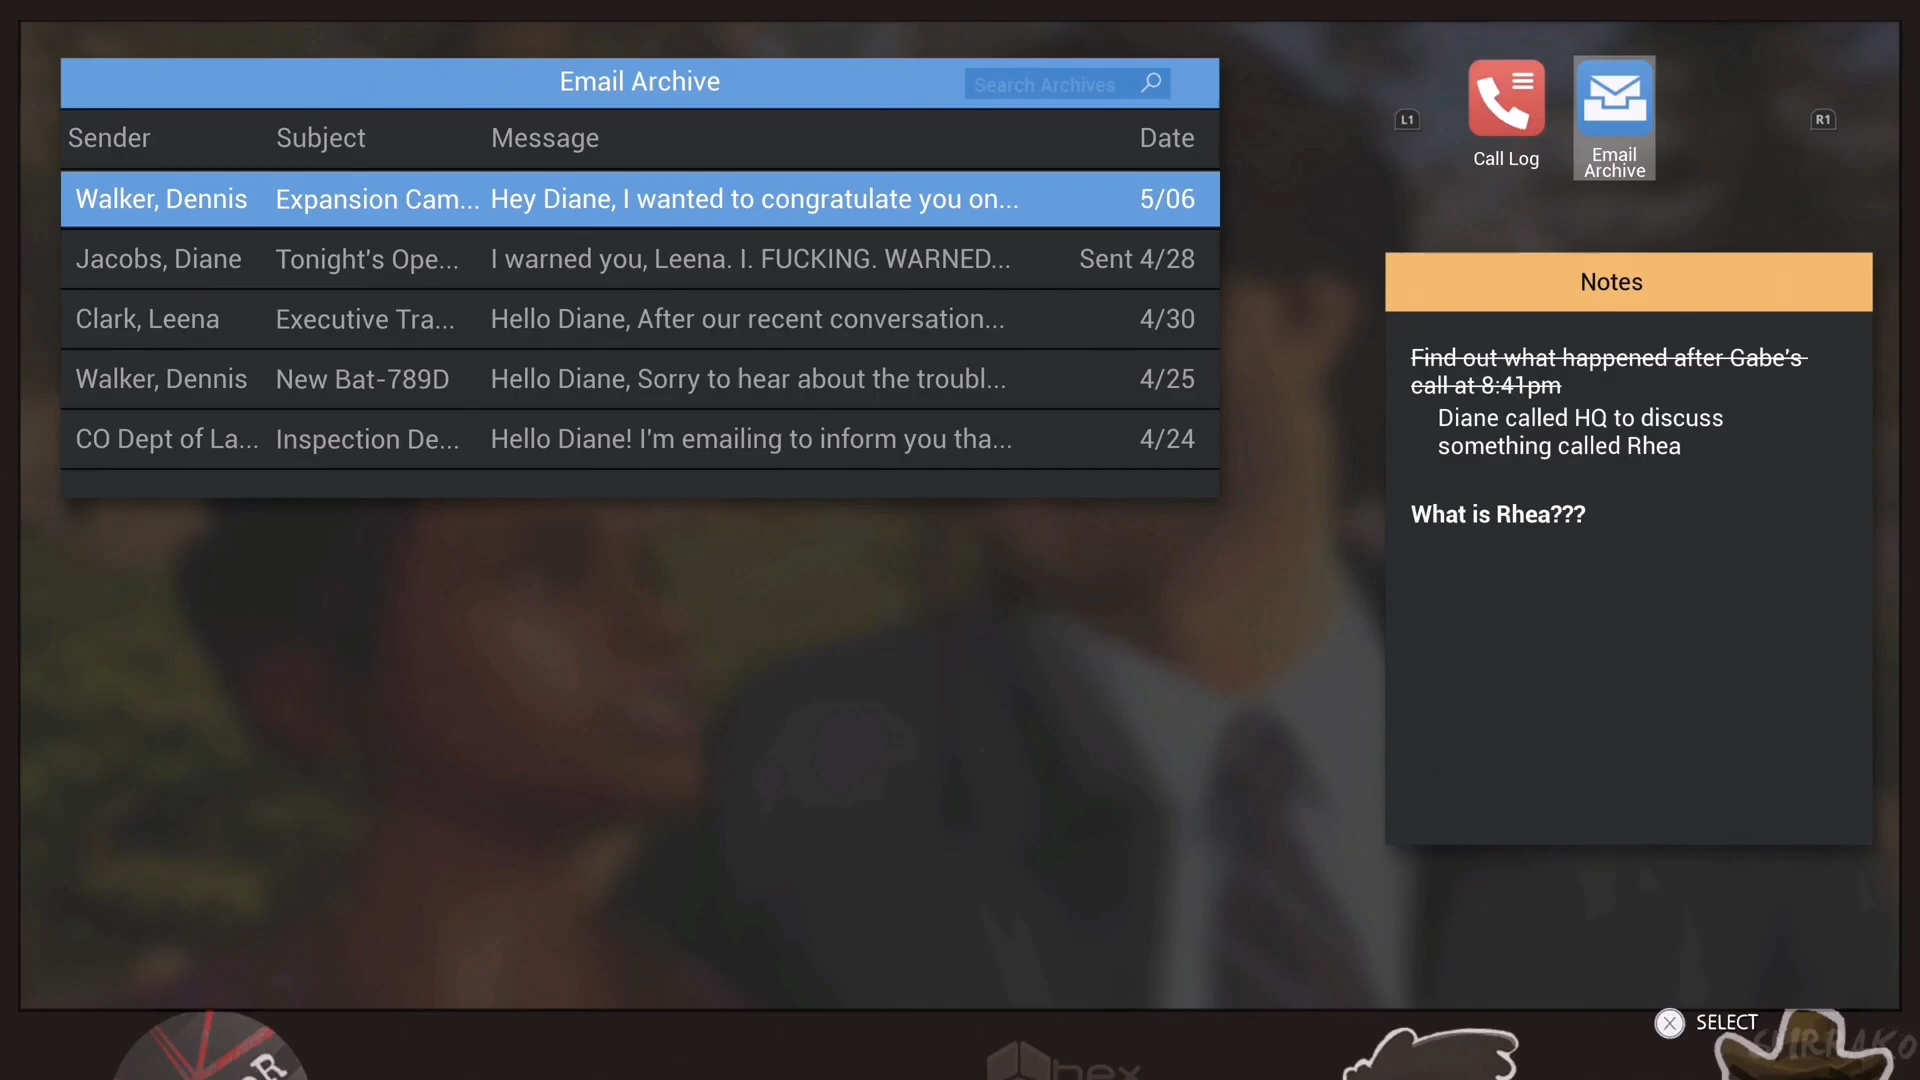 Email Archive
Search Archives
Sender Subject Message Date
Walker, Dennis Expansion Cam... Hey Diane, I wanted to congratulate you on... 5/06
Jacobs, Diane Tonight's Ope... I warned you, Leena. I. FUCKING. WARNED... Sent 4/28
Clark, Leena Executive Tra... Hello Diane, After our recent conversation... 4/30
Walker, Dennis New Bat-789D Hello Diane, Sorry to hear about the troubl... 4/25
CO Dept of La... Inspection De... Hello Diane! I'm emailing to inform you tha... 4/24
L1
Call Log
Email
Archive
R1
Notes
Find out what happened after Gabe's
call at 8:41pm
Diane called HQ to discuss
something called Rhea
What is Rhea???
SELECT
SHIRRAKO
hex
OR